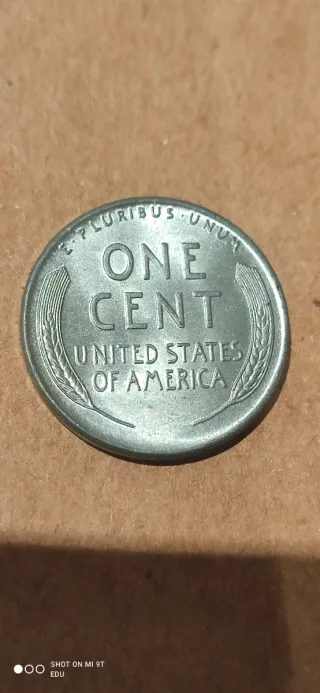 E·PLURIBUS·UNUM
ONE
CENT
UNITED STATES
OF AMERICA
SHOT ON MI 9T
EDU